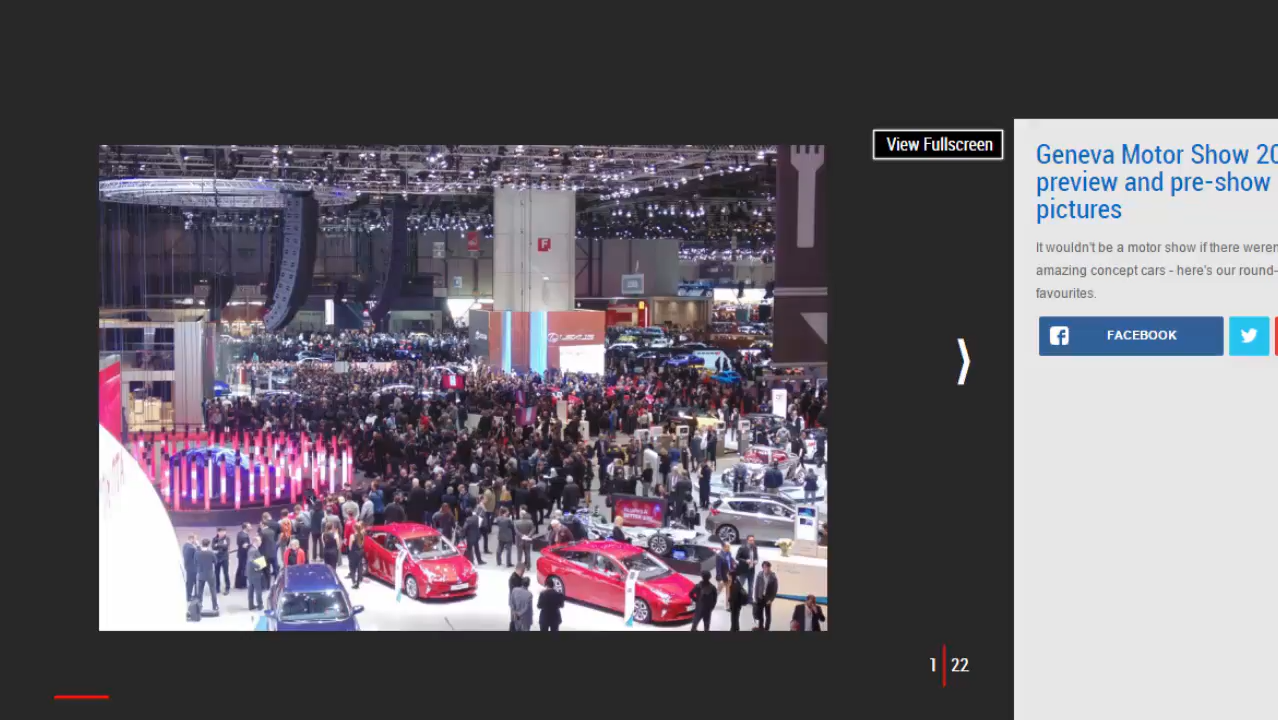 View Fullscreen
F
LEXUS
1
22
Geneva Motor Show 20
preview and pre-show
pictures
It wouldn't be a motor show if there weren
amazing concept cars - here's our round-
favourites.
FACEBOOK